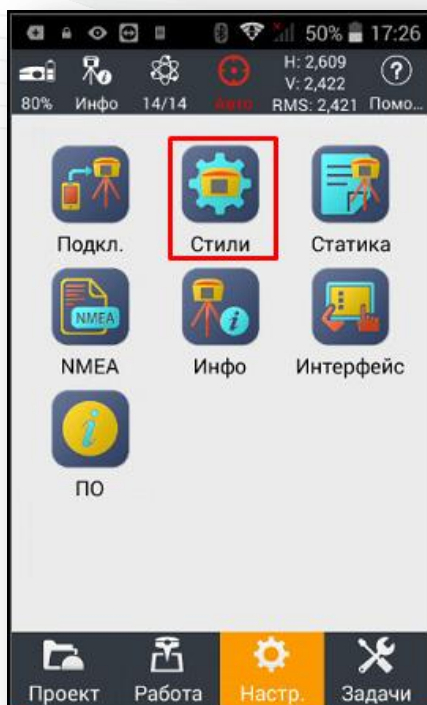 50% 17:26
H: 2,609
V: 2,422
80% Инфо 14/14 Авто RMS: 2,421 Помо...
Подкл. Стили Статика
NMEA
NMEA Инфо Интерфейс
ПО
Проект Работа Настр. Задачи